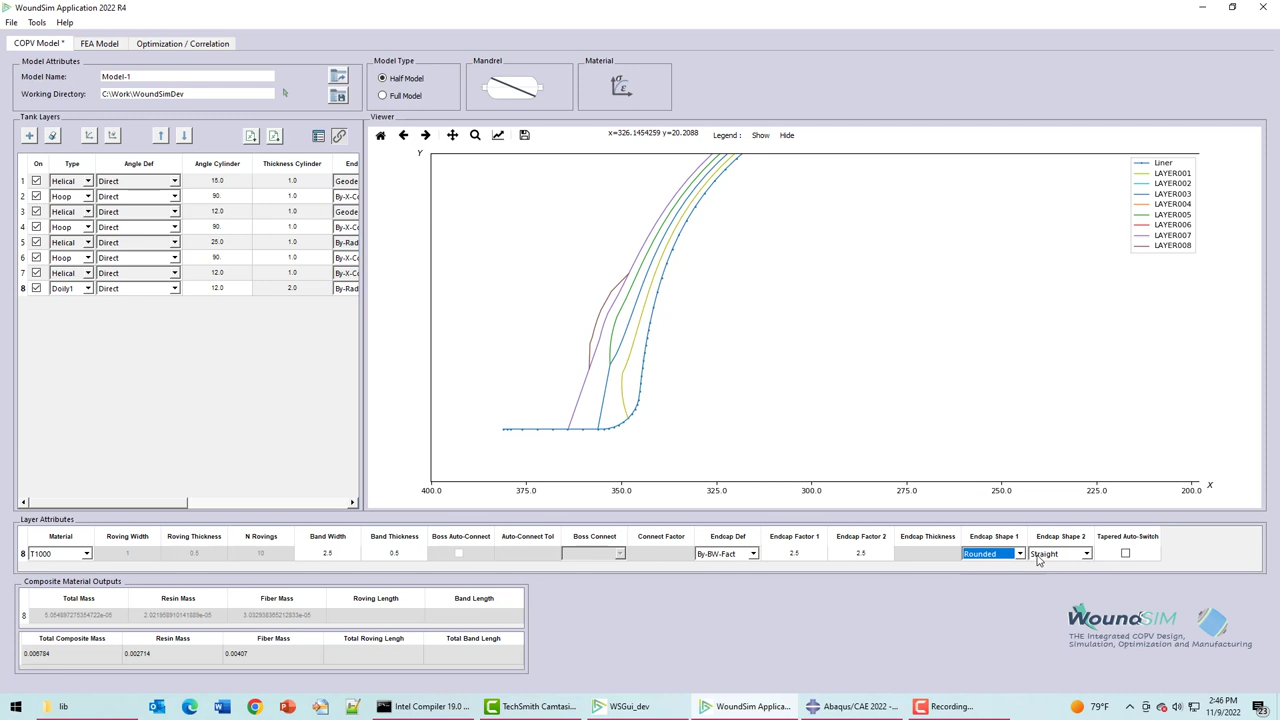 WoundSim Application 2022 R4
File Tools Help
COPV Model * FEA Model Optimization / Correlation
Model Attributes
Model Name: Model-1
Working Directory: C:\Work\WoundSimDev
Model Type
Half Model
Full Model
Mandrel
Material
σ
ε
Tank Layers
Viewer
x=326.1454259 y=20.2088 Legend : Show Hide
On Type Angle Def Angle Cylinder Thickness Cylinder End
1 Helical Direct 15.0 1.0 Geode
2 Hoop Direct 90. 1.0 By-X-Co
3 Helical Direct 12.0 1.0 Geode
4 Hoop Direct 90. 1.0 By-X-Co
5 Helical Direct 25.0 1.0 By-Rad
6 Hoop Direct 90. 1.0 By-X-Co
7 Helical Direct 12.0 1.0 By-X-Co
8 Doily1 Direct 12.0 2.0 By-Rad
Y
Liner
LAYER001
LAYER002
LAYER003
LAYER004
LAYER005
LAYER006
LAYER007
LAYER008
400.0 375.0 350.0 325.0 300.0 275.0 250.0 225.0 200.0
X
Layer Attributes
Material Roving Width Roving Thickness N Rovings Band Width Band Thickness Boss Auto-Connect Auto-Connect Tol Boss Connect Connect Factor Endcap Def Endcap Factor 1 Endcap Factor 2 Endcap Thickness Endcap Shape 1 Endcap Shape 2 Tapered Auto-Switch
8 T1000 1 0.5 10 2.5 0.5 By-BW-Fact 2.5 2.5 Rounded Straight
Composite Material Outputs
Total Mass Resin Mass Fiber Mass Roving Length Band Length
8
Total Composite Mass Resin Mass Fiber Mass Total Roving Length Total Band Length
0.006784 0.002714 0.00407
WoundSIM
THE Integrated COPV Design,
Simulation, Optimization and Manufacturing
lib
Intel Compiler 19.0 ...
TechSmith Camtasi...
WSGui_dev
WoundSim Applica...
Abaqus/CAE 2022 - ...
Recording...
79°F
2:46 PM
11/9/2022